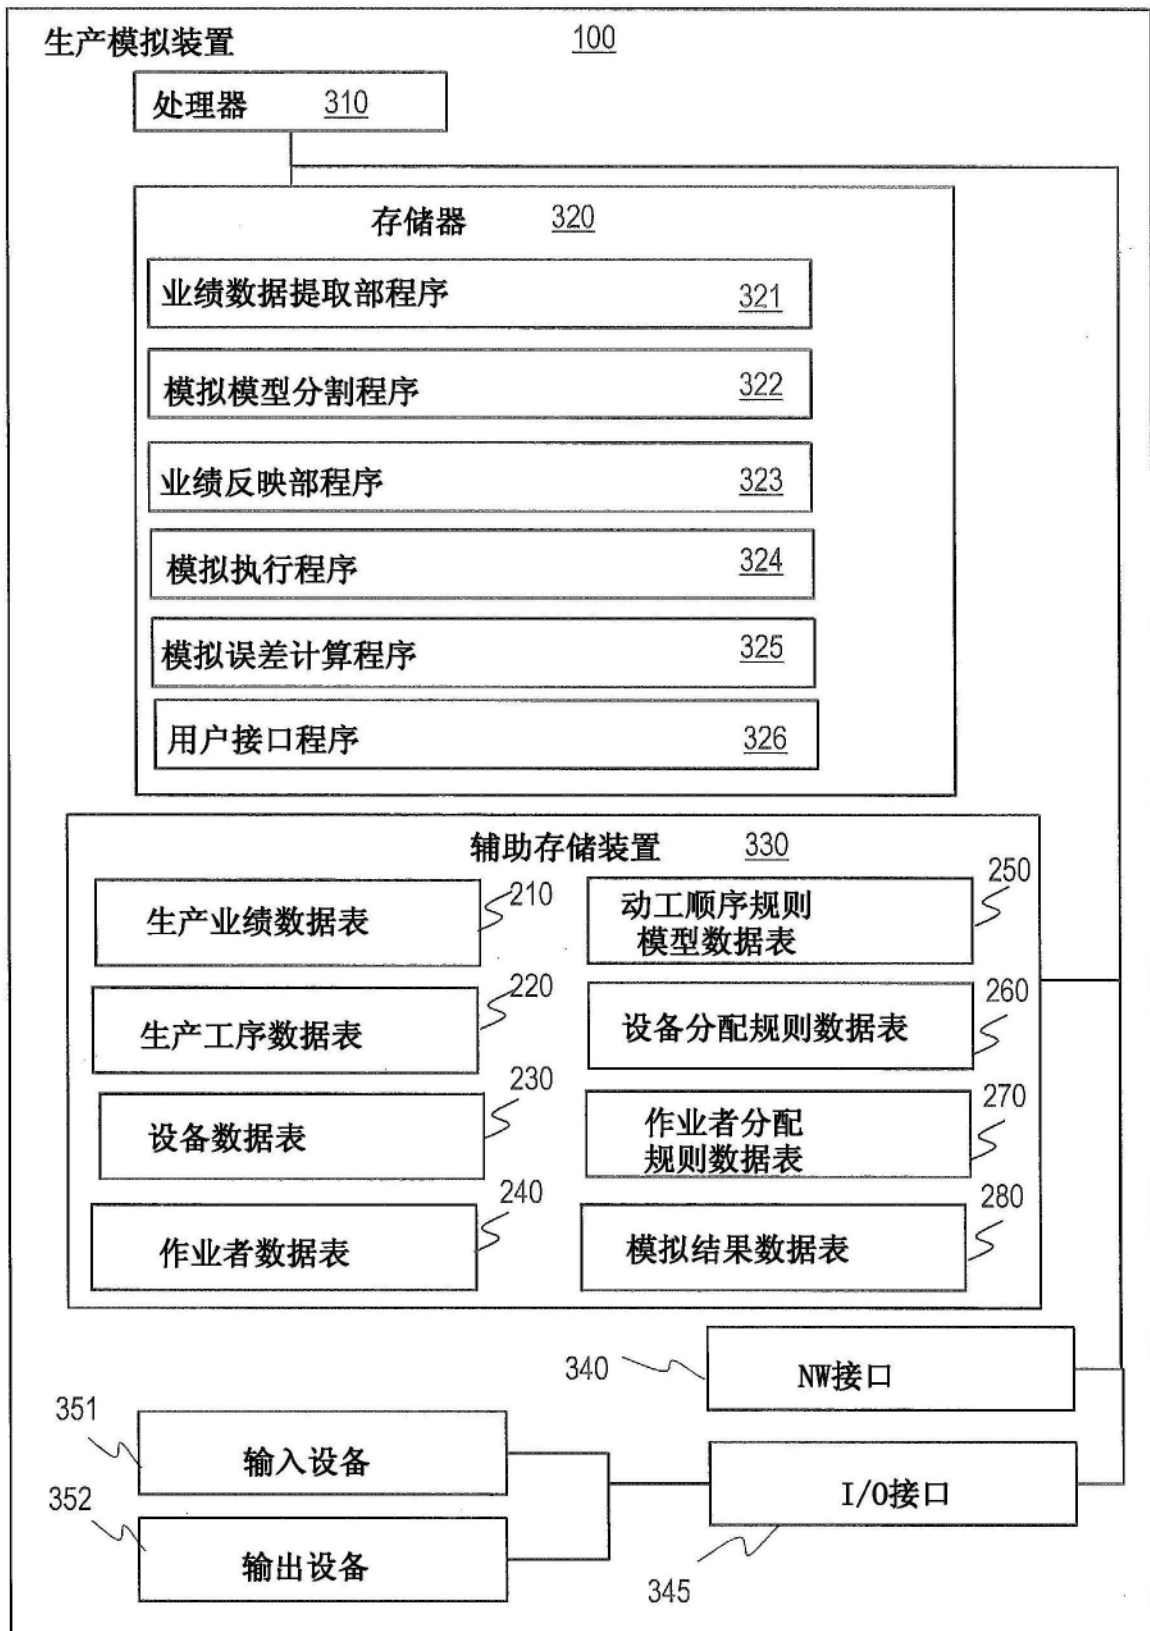 生产模拟装置 100
处理器 310
存储器 320
业绩数据提取部程序 321
模拟模型分割程序 322
业绩反映部程序 323
模拟执行程序 324
模拟误差计算程序 325
用户接口程序 326
辅助存储装置 330
生产业绩数据表 210
动工顺序规则
模型数据表
250
生产工序数据表 220
设备分配规则数据表 260
设备数据表 230
作业者分配
规则数据表
270
作业者数据表 240
模拟结果数据表 280
340 NW接口
351 输入设备
I/O接口
345
352 输出设备